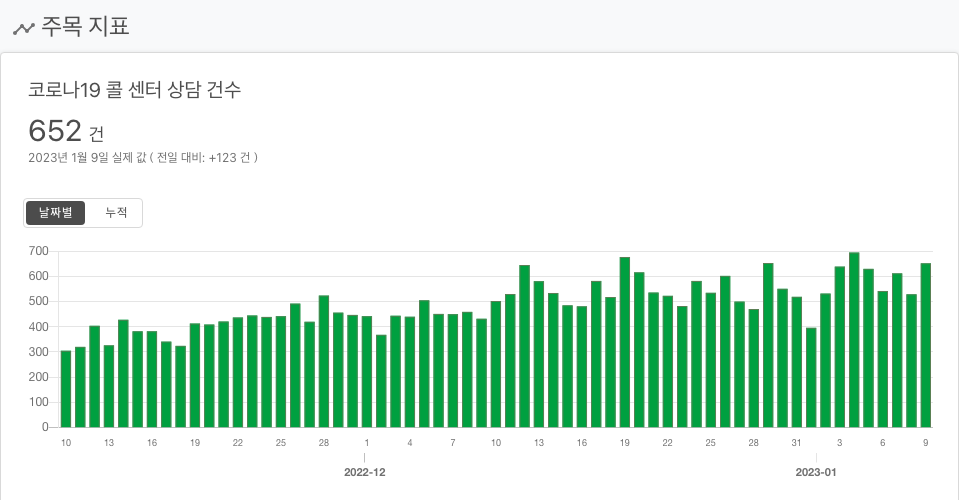 주목 지표
코로나19 콜 센터 상담 건수
652 건
2023년 1월 9일 실제 값 ( 전일 대비: +123 건 )
날짜별 누적
700
600
500
400
300
200
100
0
10 13 16 19 22 25 28 1 4 7 10 13 16 19 22 25 28 31 3 6 9
2022-12 2023-01